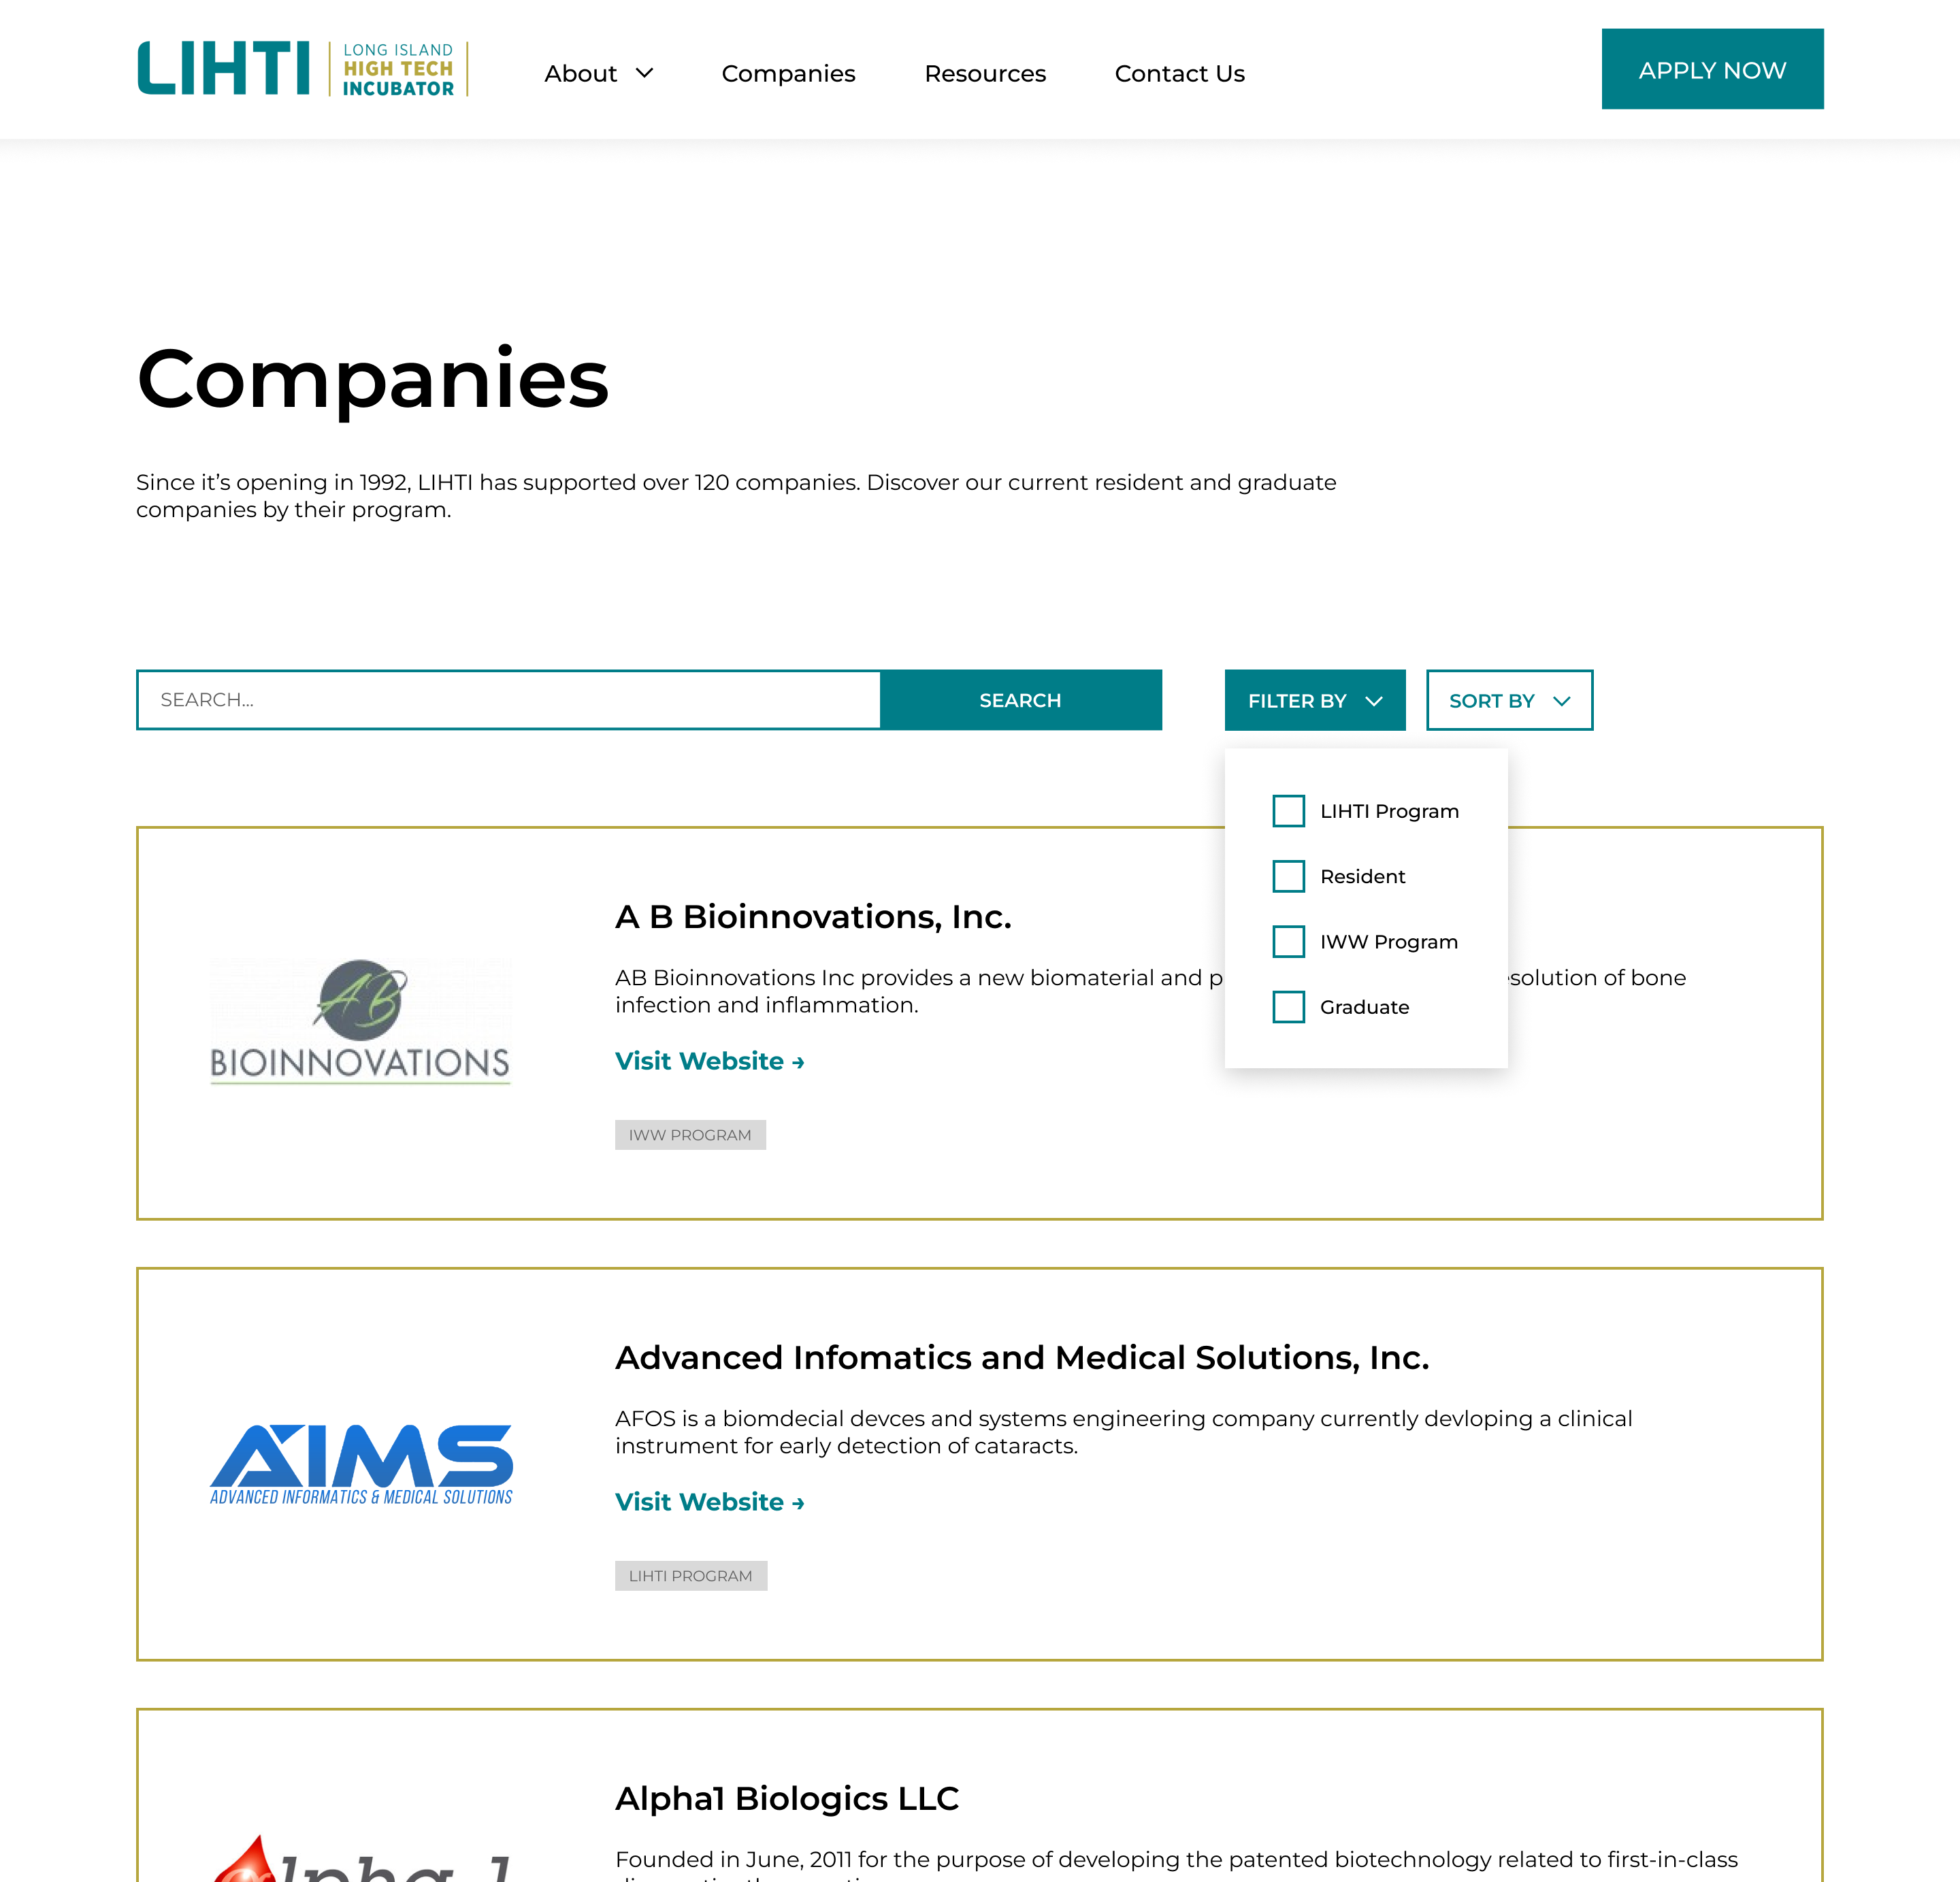 LIHTI
LONG ISLAND
HIGH TECH
INCUBATOR
About
Companies
Resources
Contact Us
APPLY NOW
Companies
Since it’s opening in 1992, LIHTI has supported over 120 companies. Discover our current resident and graduate
companies by their program.
SEARCH...
SEARCH
FILTER BY
SORT BY
LIHTI Program
Resident
IWW Program
Graduate
A B Bioinnovations, Inc.
AB Bioinnovations Inc provides a new biomaterial and p
esolution of bone
infection and inflammation.
Visit Website →
IWW PROGRAM
AB
BIOINNOVATIONS
Advanced Infomatics and Medical Solutions, Inc.
AFOS is a biomdecial devces and systems engineering company currently devloping a clinical
instrument for early detection of cataracts.
Visit Website →
LIHTI PROGRAM
AIMS
ADVANCED INFORMATICS & MEDICAL SOLUTIONS
Alpha1 Biologics LLC
Founded in June, 2011 for the purpose of developing the patented biotechnology related to first-in-class